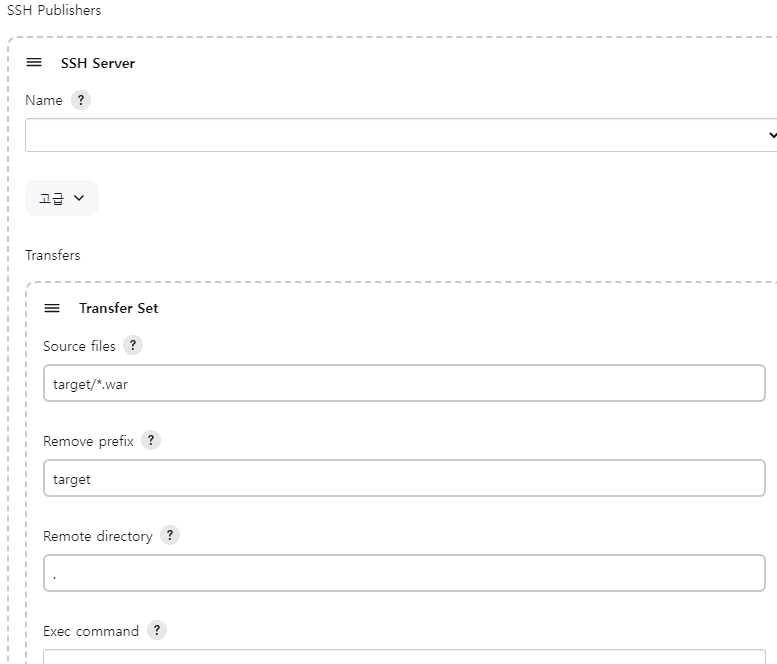 SSH Publishers
SSH Server
Name ?
고급
Transfers
Transfer Set
Source files ?
target/*.war
Remove prefix ?
target
Remote directory ?
.
Exec command ?